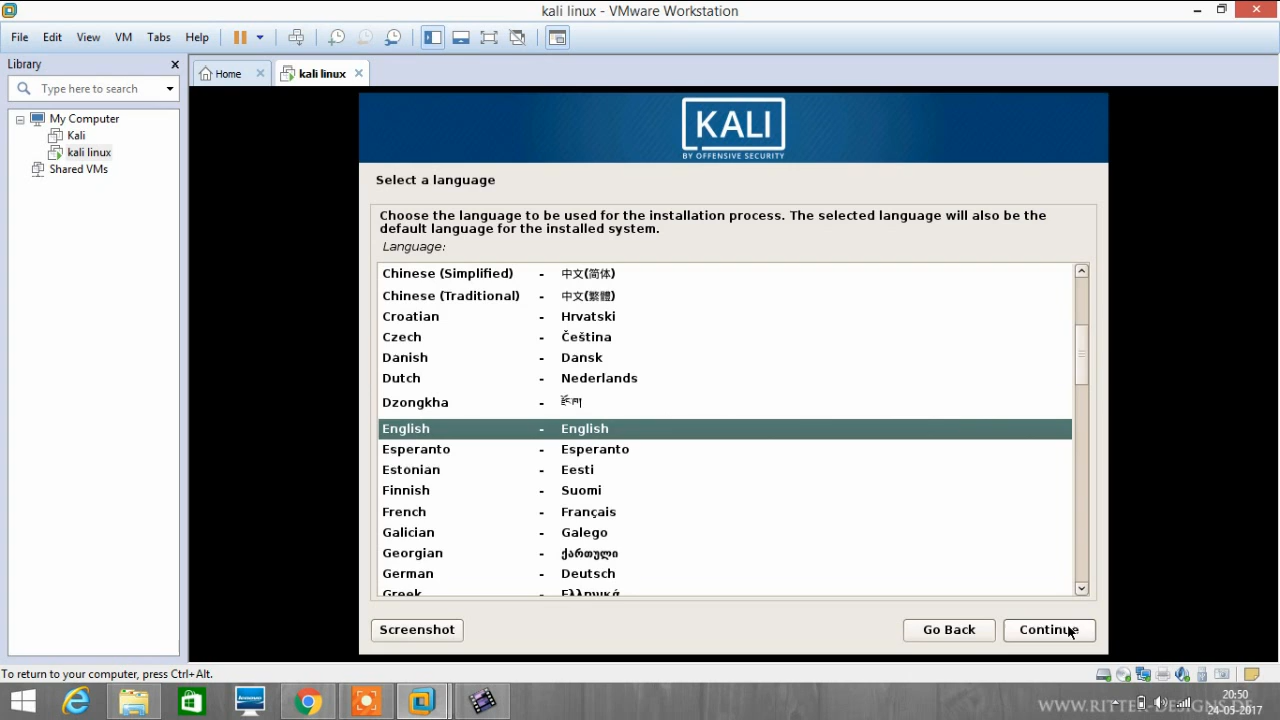 kali linux - VMware Workstation
File Edit View VM Tabs Help
Library
Type here to search
My Computer
Kali
kali linux
Shared VMs
Home
kali linux
KALI
BY OFFENSIVE SECURITY
Select a language
Choose the language to be used for the installation process. The selected language will also be the
default language for the installed system.
Language:
Chinese (Simplified) - 中文(简体)
Chinese (Traditional) - 中文(繁體)
Croatian - Hrvatski
Czech - Čeština
Danish - Dansk
Dutch - Nederlands
Dzongkha - རྫོང་ཁ།
English - English
Esperanto - Esperanto
Estonian - Eesti
Finnish - Suomi
French - Français
Galician - Galego
Georgian - ქართული
German - Deutsch
Greek - Ελληνικά
Screenshot
Go Back
Continue
To return to your computer, press Ctrl+Alt.
20:50
24-05-2017